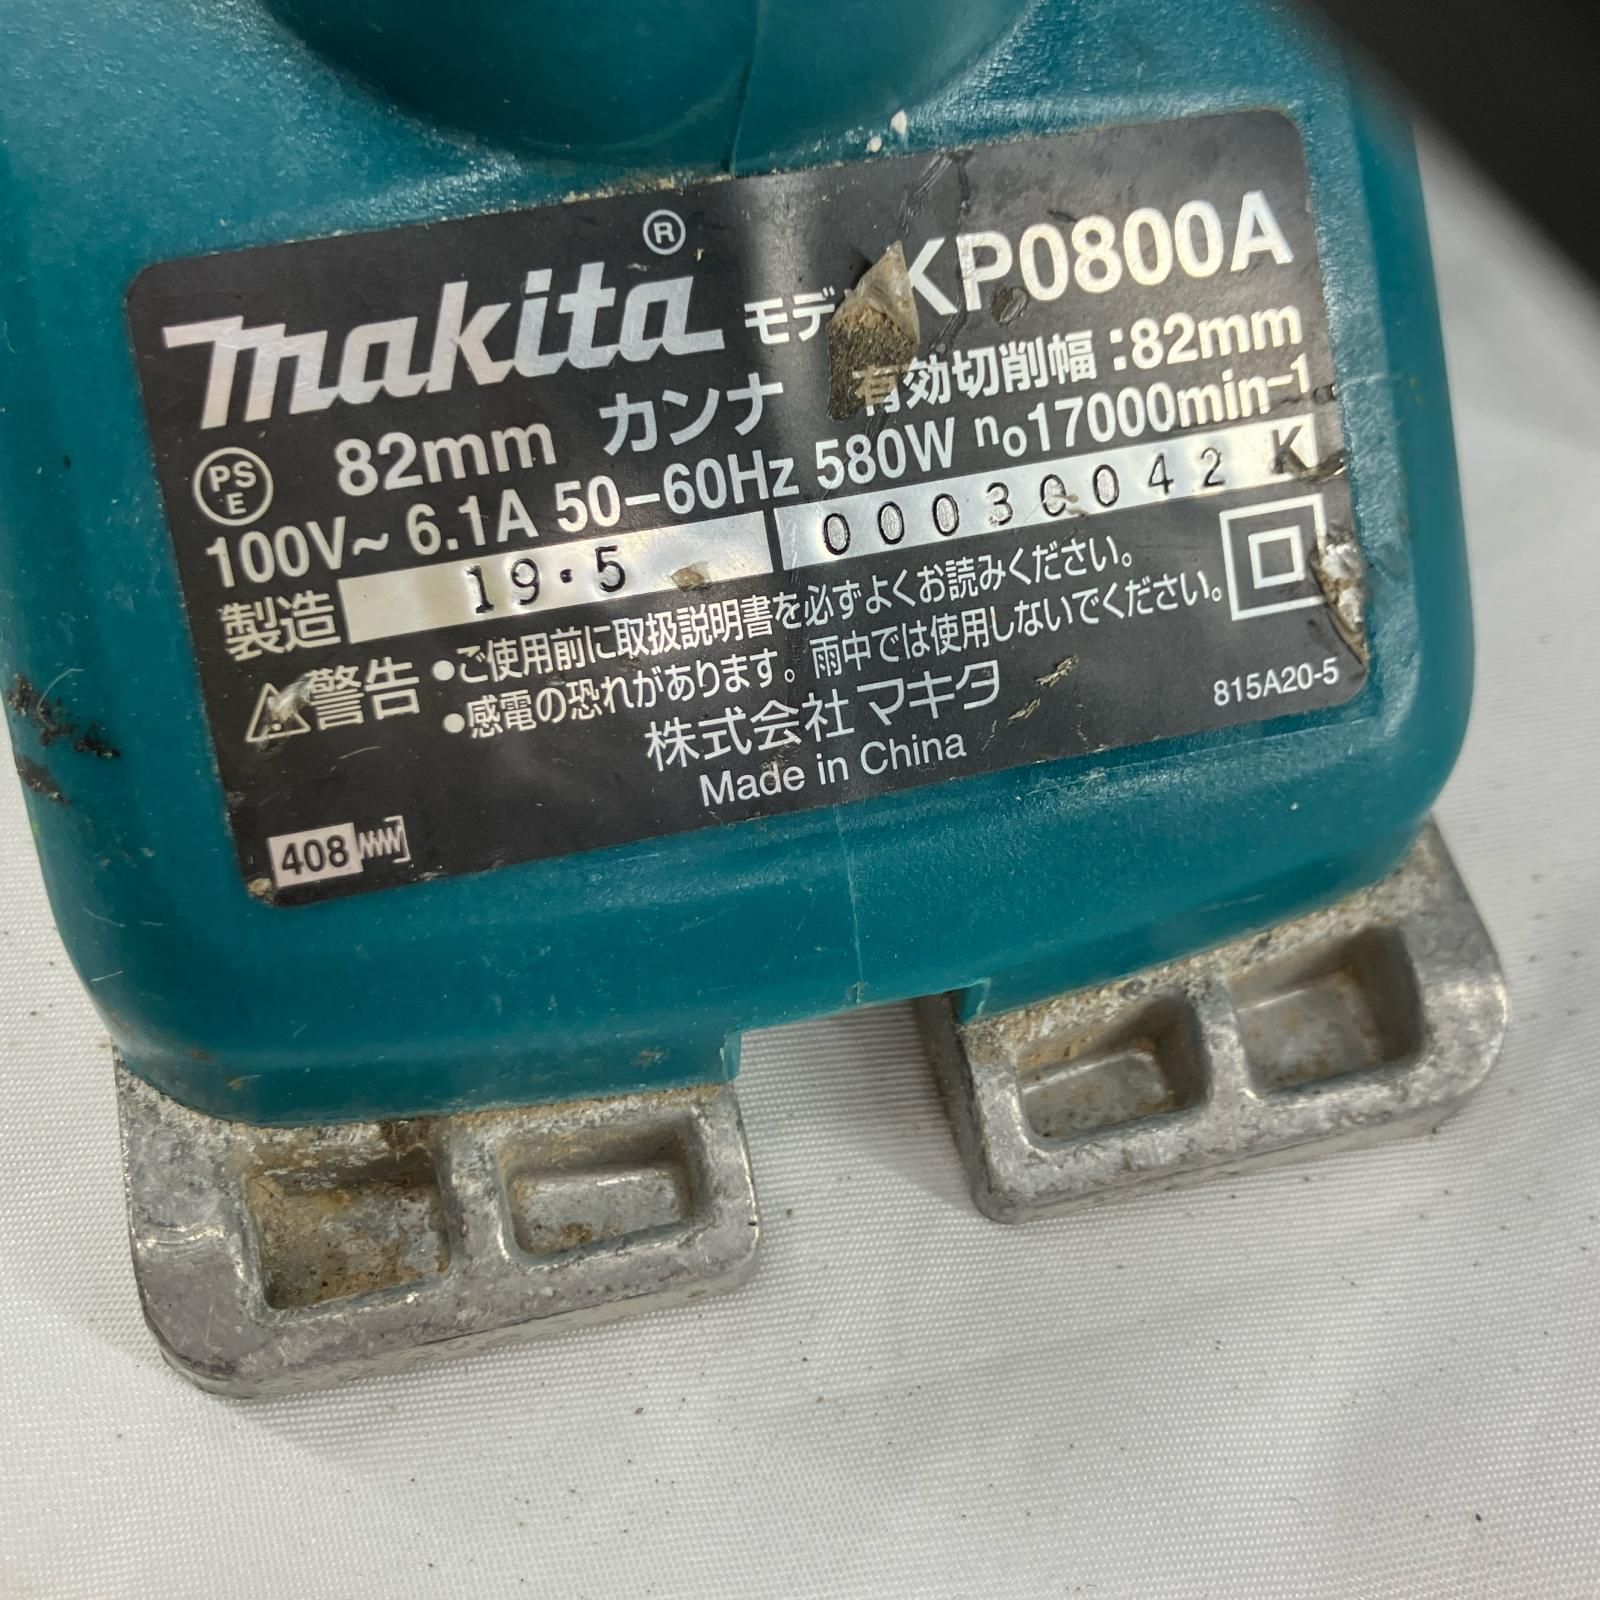 makita® モデ KP0800A
PSE 82mm カンナ 有効切削幅:82mm
100V~ 6.1A 50-60Hz 580W n₀17000min⁻¹
製造 19・5 00030042 K
⚠警告 ●ご使用前に取扱説明書を必ずよくお読みください。
●感電の恐れがあります。雨中では使用しないでください。
株式会社マキタ 815A20-5
Made in China
408